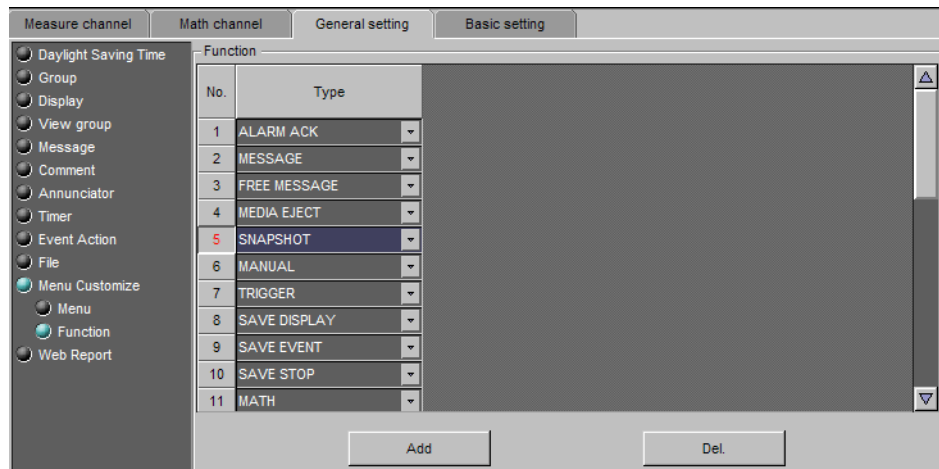 Measure channel Math channel General setting Basic setting
Daylight Saving Time
Group
Display
View group
Message
Comment
Annunciator
Timer
Event Action
File
Menu Customize
Menu
Function
Web Report
Function
No. Type
1 ALARM ACK
2 MESSAGE
3 FREE MESSAGE
4 MEDIA EJECT
5 SNAPSHOT
6 MANUAL
7 TRIGGER
8 SAVE DISPLAY
9 SAVE EVENT
10 SAVE STOP
11 MATH
Add Del.